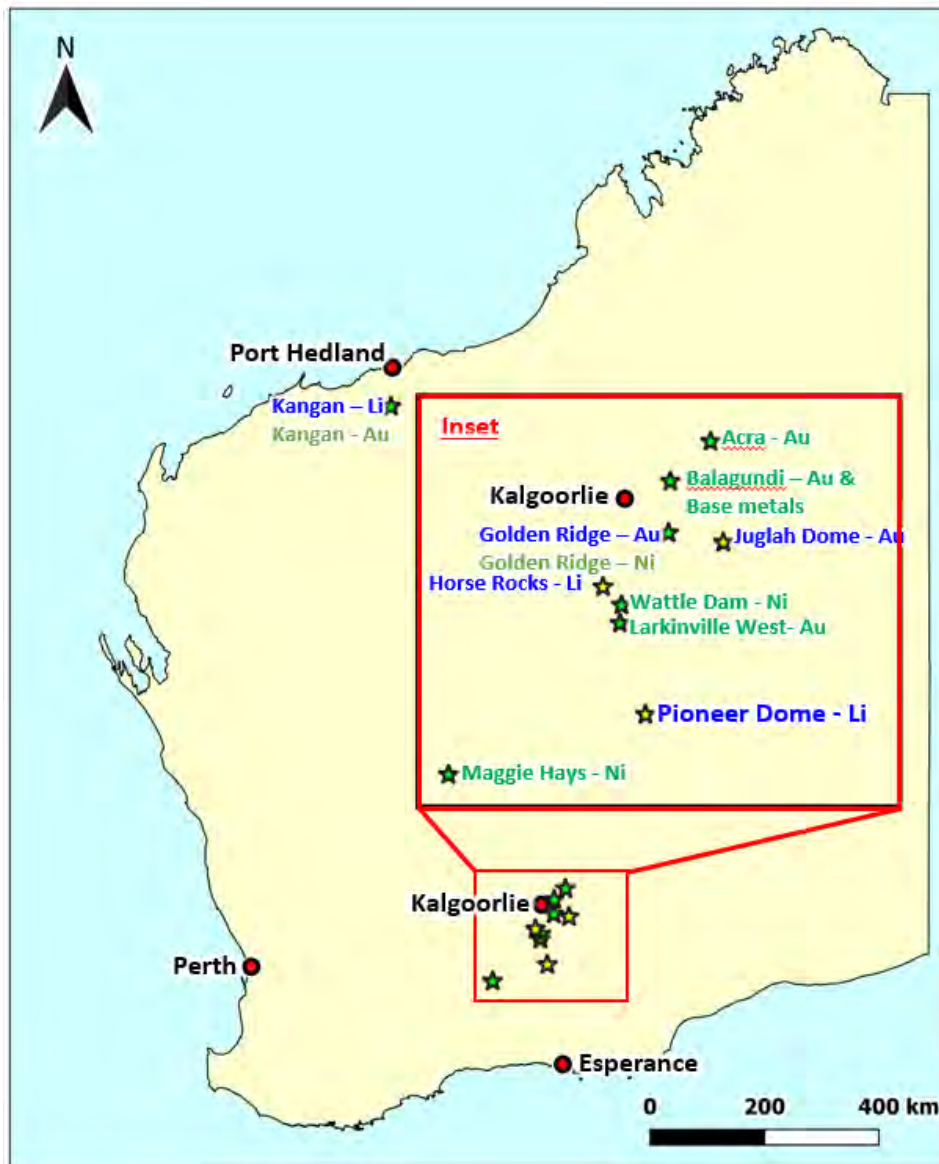 N
Port Hedland
Kangan – Li
Kangan - Au
Inset
Acra - Au
Balagundi – Au &
Base metals
Kalgoorlie
Golden Ridge – Au
Juglah Dome - Au
Golden Ridge – Ni
Horse Rocks - Li
Wattle Dam - Ni
Larkinville West- Au
Pioneer Dome - Li
Maggie Hays - Ni
Kalgoorlie
Perth
Esperance
0 200 400 km